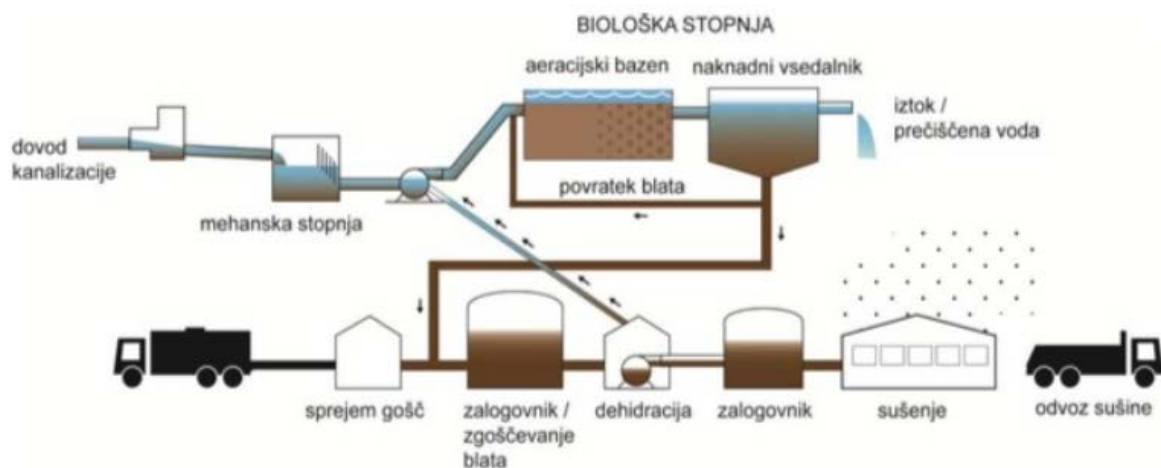 BIOLOŠKA STOPNJA
aeracijski bazen
naknadni vsedalnik
dovod
kanalizacije
iztok /
prečiščena voda
mehanska stopnja
povratek blata
sprejem gošč
zalogovnik /
zgoščevanje
blata
dehidracija
zalogovnik
sušenje
odvoz sušine